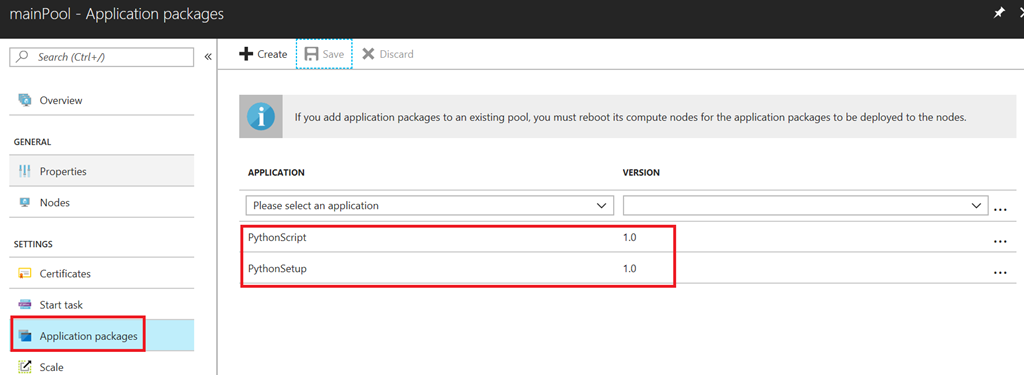 mainPool - Application packages
Search (Ctrl+/)
Overview
GENERAL
Properties
Nodes
SETTINGS
Certificates
Start task
Application packages
Scale
Create Save Discard
If you add application packages to an existing pool, you must reboot its compute nodes for the application packages to be deployed to the nodes.
APPLICATION VERSION
Please select an application
PythonScript 1.0
PythonSetup 1.0